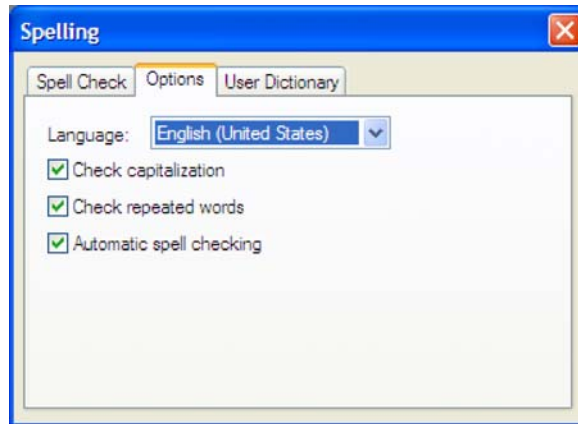 Spelling
Spell Check Options User Dictionary
Language: English (United States)
Check capitalization
Check repeated words
Automatic spell checking